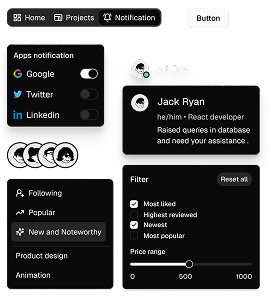 Home Projects Notification
Button
Apps notification
Google
Twitter
Linkedin
Jack Ryan
he/him • React developer
Raised queries in database
and need your assistance .
Following
Popular
New and Noteworthy
Product design
Animation
Filter
Reset all
Most liked
Highest reviewed
Newest
Most popular
Price range
0 500 1000